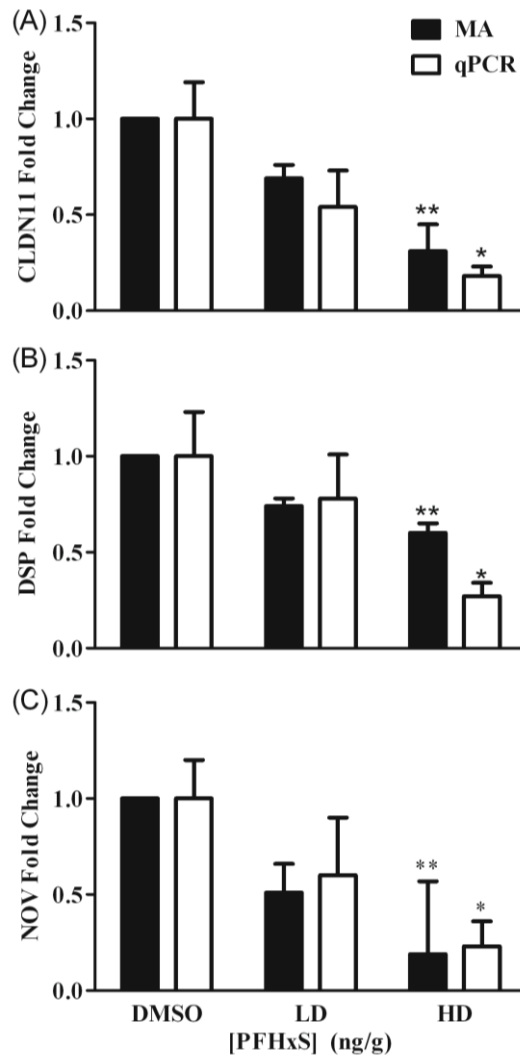 (A)
1.5
1.0
0.5
0.0
CLDN11 Fold Change
MA
qPCR
**
*
(B)
1.5
1.0
0.5
0.0
DSP Fold Change
**
*
(C)
1.5
1.0
0.5
0.0
NOV Fold Change
**
*
DMSO LD HD
[PFHxS] (ng/g)